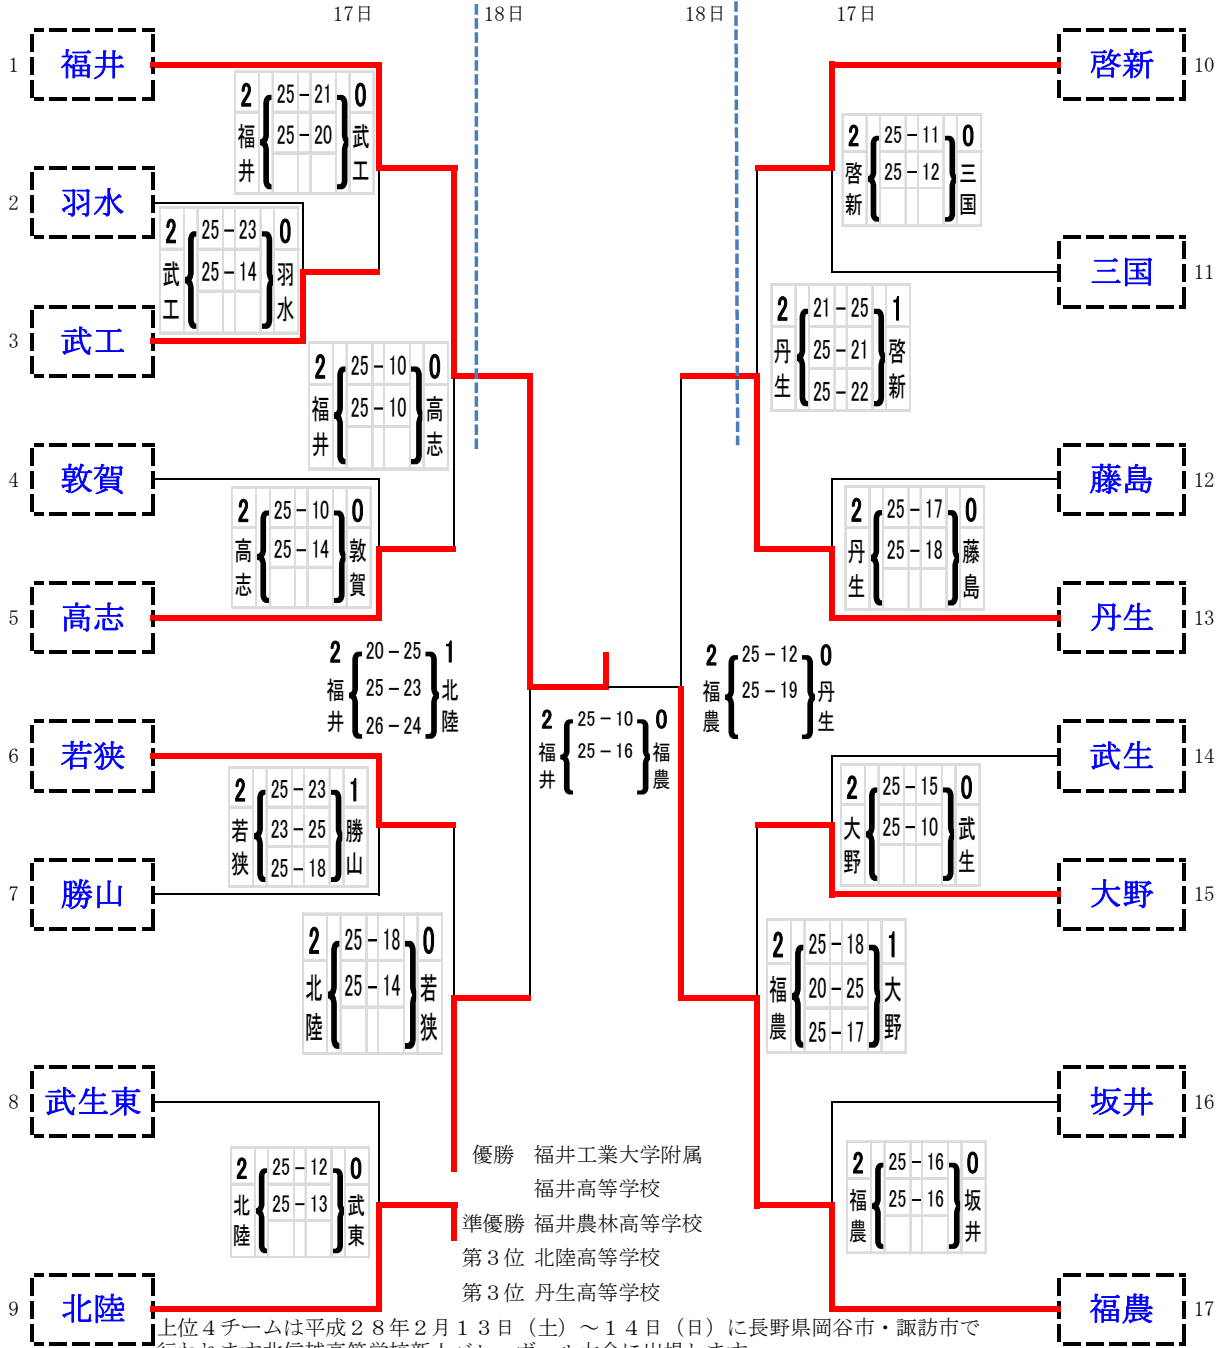 17日
18日
18日
17日
1 福井
2 羽水
3 武工
4 敦賀
5 高志
6 若狭
7 勝山
8 武生東
9 北陸
10 啓新
11 三国
12 藤島
13 丹生
14 武生
15 大野
16 坂井
17 福農
2 福井 25-21 25-20 0 武工
2 武工 25-23 25-14 0 羽水
2 福井 25-10 25-10 0 高志
2 高志 25-10 25-14 0 敦賀
2 福井 20-25 25-23 26-24 1 北陸
2 若狭 25-23 23-25 25-18 1 勝山
2 北陸 25-18 25-14 0 若狭
2 北陸 25-12 25-13 0 武東
2 福井 25-10 25-16 0 福農
2 啓新 25-11 25-12 0 三国
2 丹生 21-25 25-21 25-22 1 啓新
2 丹生 25-17 25-18 0 藤島
2 福農 25-12 25-19 0 丹生
2 大野 25-15 25-10 0 武生
2 福農 25-18 20-25 25-17 1 大野
2 福農 25-16 25-16 0 坂井
優勝 福井工業大学附属
福井高等学校
準優勝 福井農林高等学校
第3位 北陸高等学校
第3位 丹生高等学校
上位4チームは平成28年2月13日(土)～14日(日)に長野県岡谷市・諏訪市で